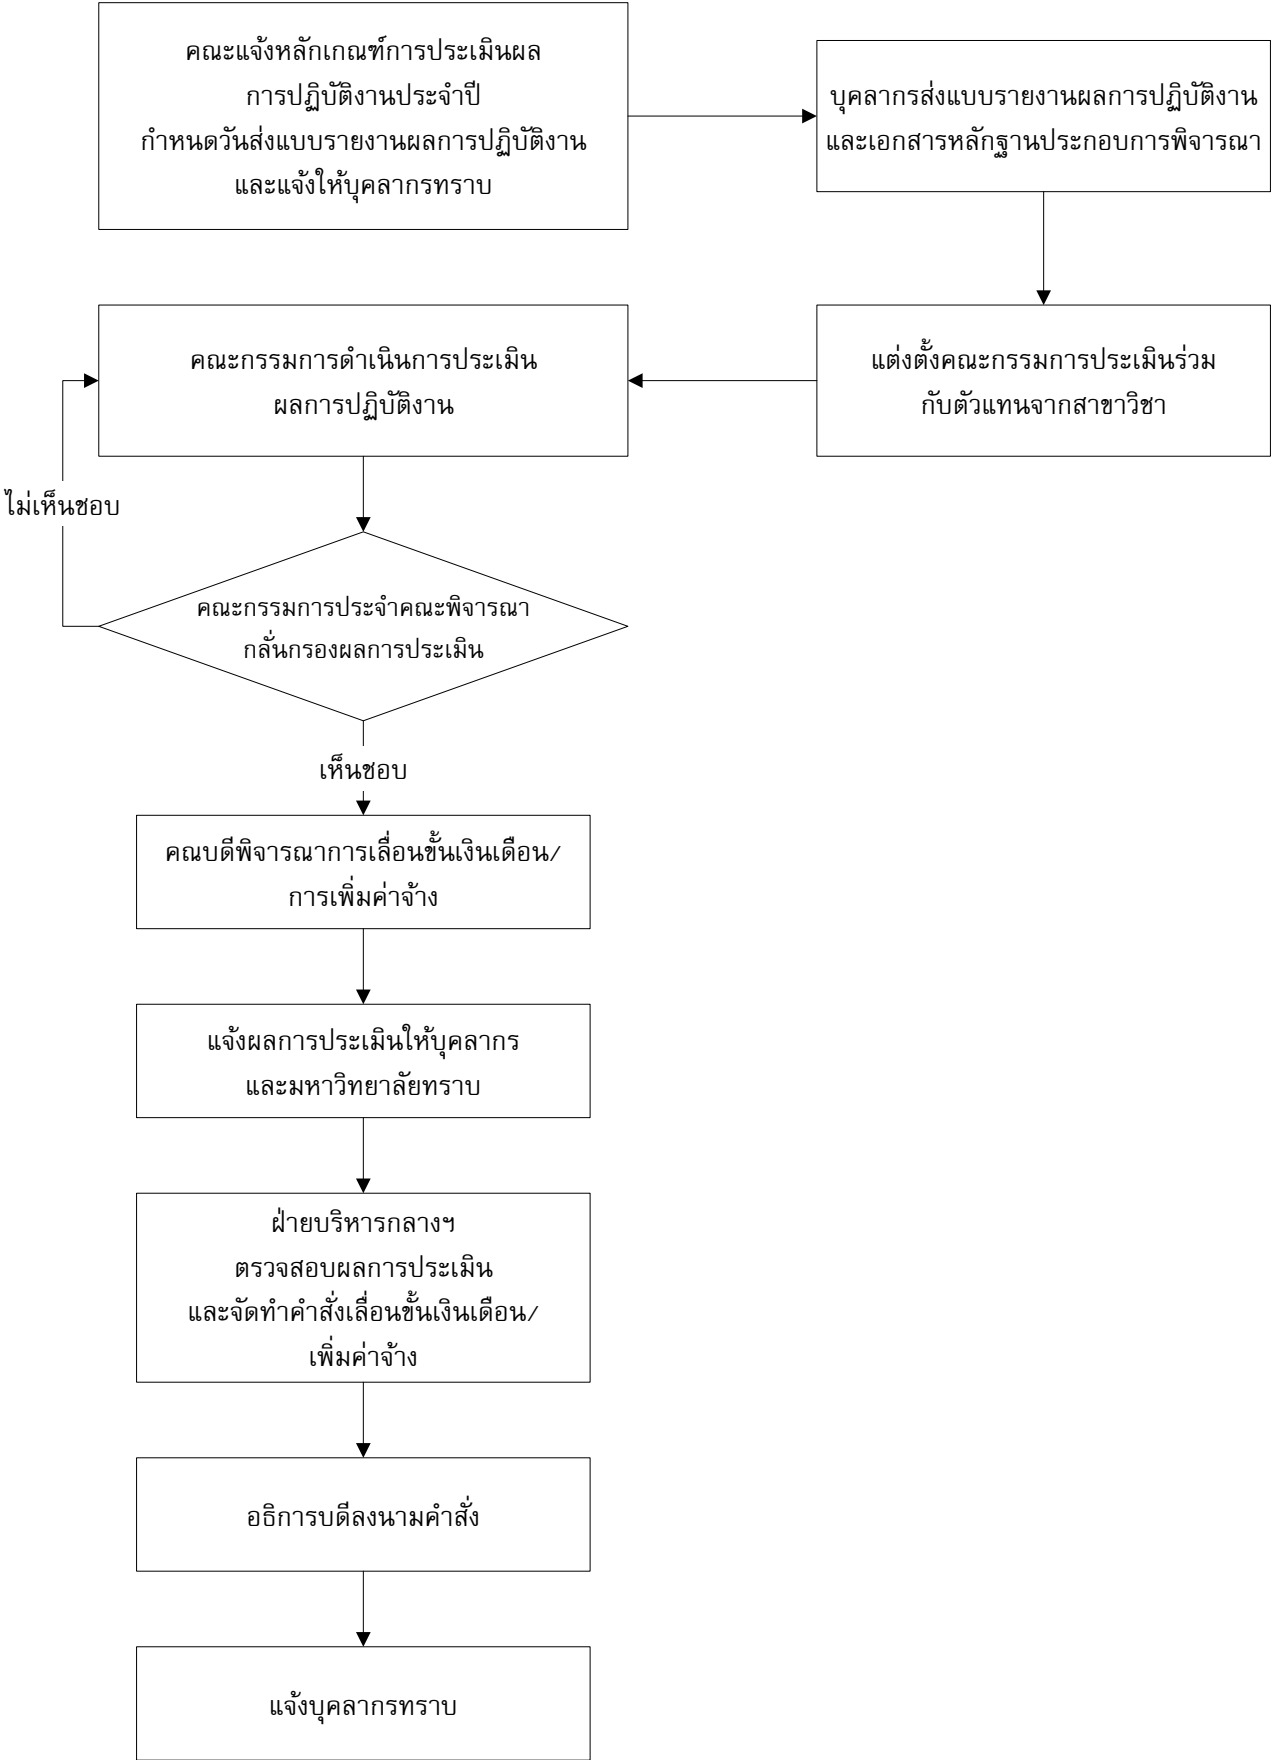 คณะแจ้งหลักเกณฑ์การประเมินผล
การปฏิบัติงานประจำปี
กำหนดวันส่งแบบรายงานผลการปฏิบัติงาน
และแจ้งให้บุคลากรทราบ
บุคลากรส่งแบบรายงานผลการปฏิบัติงาน
และเอกสารหลักฐานประกอบการพิจารณา
แต่งตั้งคณะกรรมการประเมินร่วม
กับตัวแทนจากสาขาวิชา
คณะกรรมการดำเนินการประเมิน
ผลการปฏิบัติงาน
ไม่เห็นชอบ
คณะกรรมการประจำคณะพิจารณา
กลั่นกรองผลการประเมิน
เห็นชอบ
คณบดีพิจารณาการเลื่อนขั้นเงินเดือน/
การเพิ่มค่าจ้าง
แจ้งผลการประเมินให้บุคลากร
และมหาวิทยาลัยทราบ
ฝ่ายบริหารกลางฯ
ตรวจสอบผลการประเมิน
และจัดทำคำสั่งเลื่อนขั้นเงินเดือน/
เพิ่มค่าจ้าง
อธิการบดีลงนามคำสั่ง
แจ้งบุคลากรทราบ